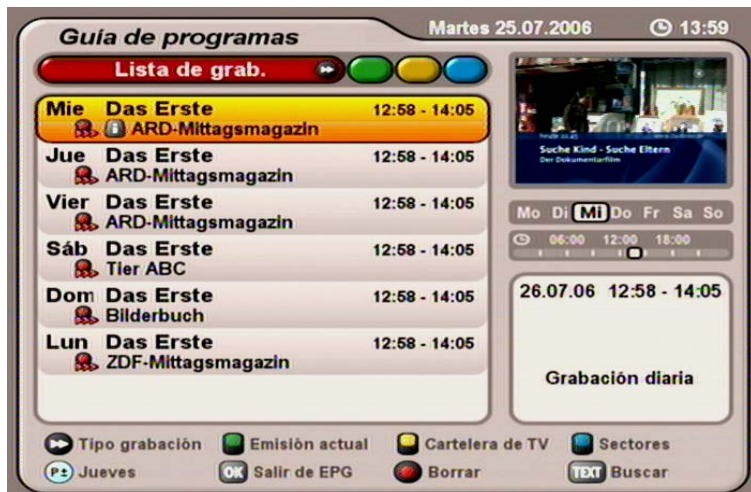 Guía de programas
Martes 25.07.2006 13:59
Lista de grab.
Mie Das Erste 12:58 - 14:05
ARD-Mittagsmagazin
Jue Das Erste 12:58 - 14:05
ARD-Mittagsmagazin
Vier Das Erste 12:58 - 14:05
ARD-Mittagsmagazin
Sáb Das Erste 12:58 - 14:05
Tier ABC
Dom Das Erste 12:58 - 14:05
Bilderbuch
Lun Das Erste 12:58 - 14:05
ZDF-Mittagsmagazin
heute 22.45
Suche Kind - Suche Eltern
Der Dokumentarfilm
Mo Di Mi Do Fr Sa So
06:00 12:00 18:00
26.07.06 12:58 - 14:05
Grabación diaria
Tipo grabación Emisión actual Cartelera de TV Sectores
P± Jueves OK Salir de EPG Borrar TEXT Buscar